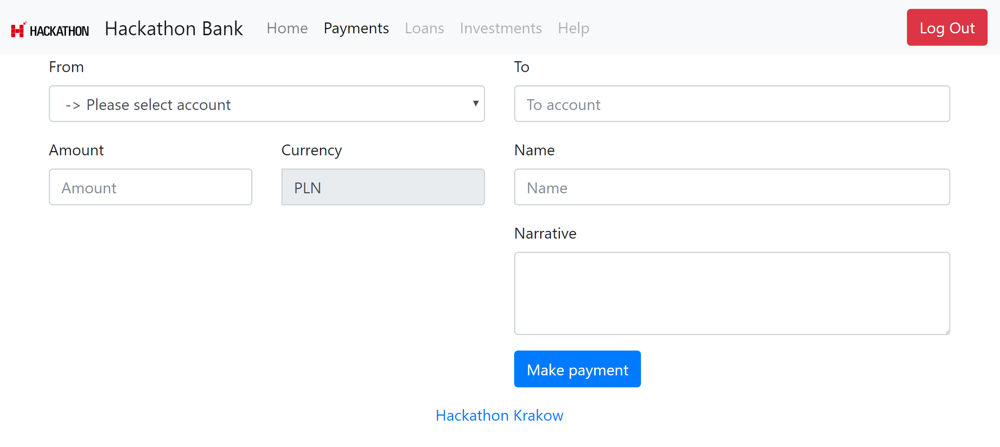 HACKATHON Hackathon Bank Home Payments Loans Investments Help Log Out
From To
-> Please select account ▼ To account
Amount Currency Name
Amount PLN Name
Narrative
Make payment
Hackathon Krakow